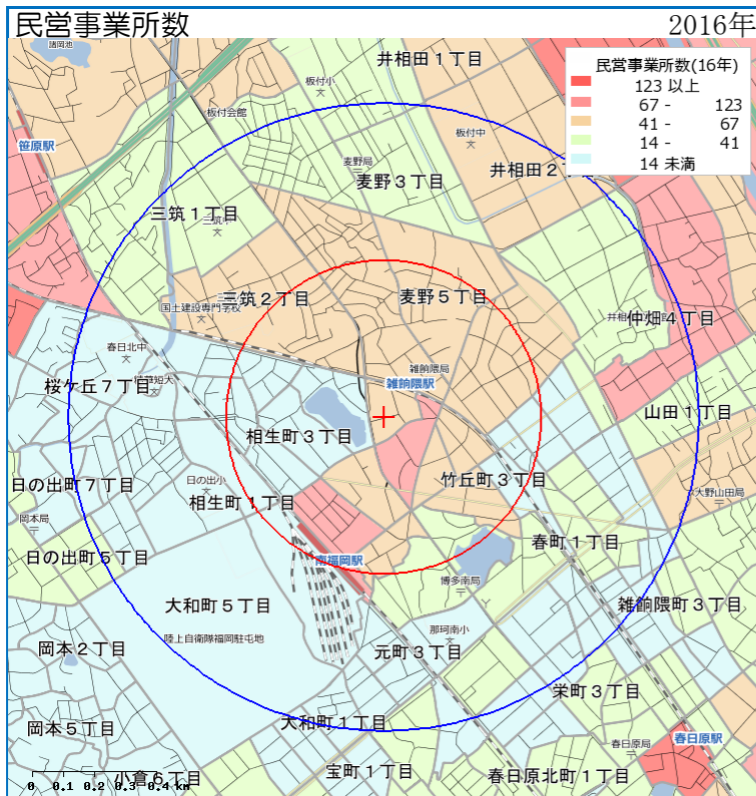 民営事業所数
2016年
民営事業所数(16年)
123 以上
67 - 123
41 - 67
14 - 41
14 未満
諸岡池
板付小
文
井相田１丁目
板付会館
笹原駅
板付中
文
麦野局
〒
井相田２丁目
麦野３丁目
三筑１丁目
文
三筑２丁目
麦野５丁目
国土建設専門学校
文
仲畑４丁目
春日北中
文
雑餉隈局
〒
雑餉隈駅
桜ケ丘７丁目
文
山田１丁目
相生町３丁目
日の出町７丁目
日の出小
文
竹丘町３丁目
大野山田局
〒
相生町１丁目
岡本局
〒
春町１丁目
日の出町５丁目
南福岡駅
博多南局
〒
大和町５丁目
雑餉隈町３丁目
陸上自衛隊福岡駐屯地
那珂南小
文
岡本２丁目
元町３丁目
栄町３丁目
岡本５丁目
大和町１丁目
春日原局
〒
春日原駅
宝町１丁目
春日原北町１丁目
小倉６丁目
0 0.1 0.2 0.3 0.4 km